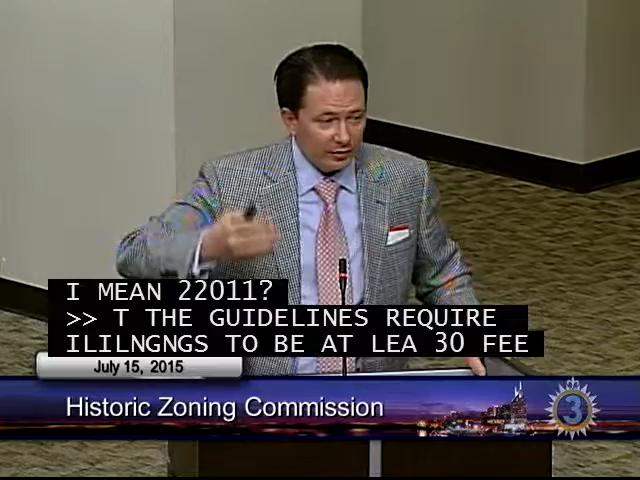 I MEAN 22011?
>> T THE GUIDELINES REQUIRE
ILILNGNGS TO BE AT LEA 30 FEE
July 15, 2015
Historic Zoning Commission
3